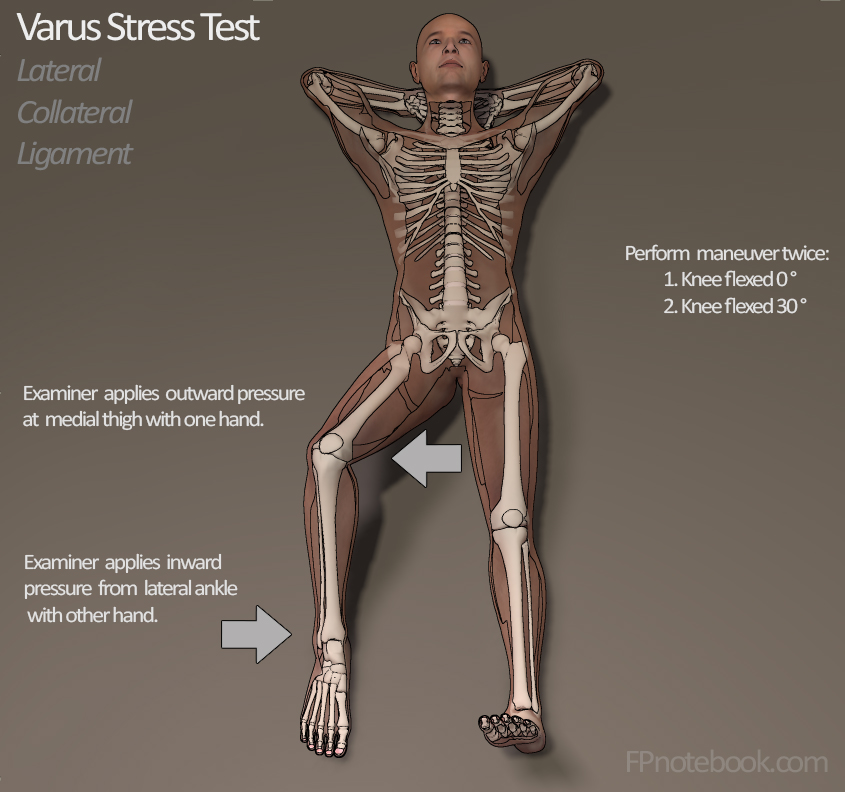 Varus Stress Test
Lateral
Collateral
Ligament
Perform maneuver twice:
1. Knee flexed 0°
2. Knee flexed 30°
Examiner applies outward pressure
at medial thigh with one hand.
Examiner applies inward
pressure from lateral ankle
with other hand.
FPnotebook.com